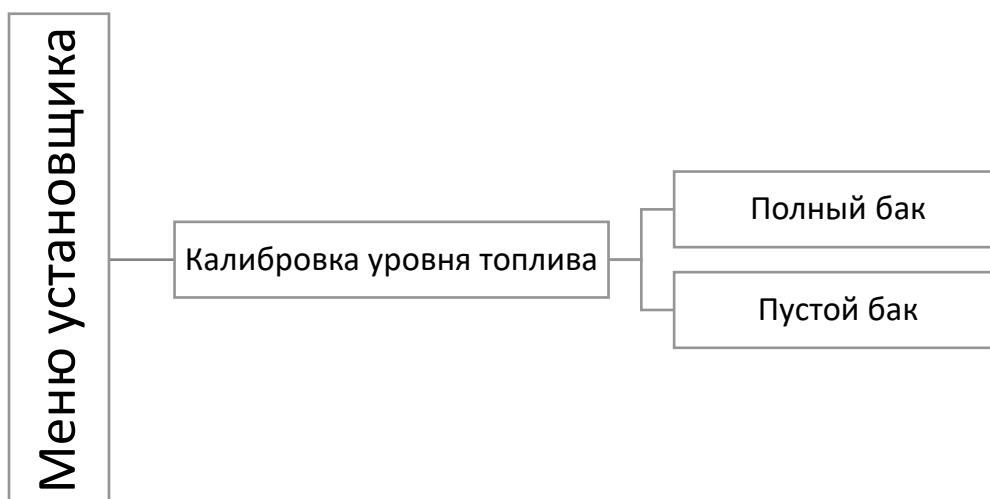 Меню установщика
Калибровка уровня топлива
Полный бак
Пустой бак